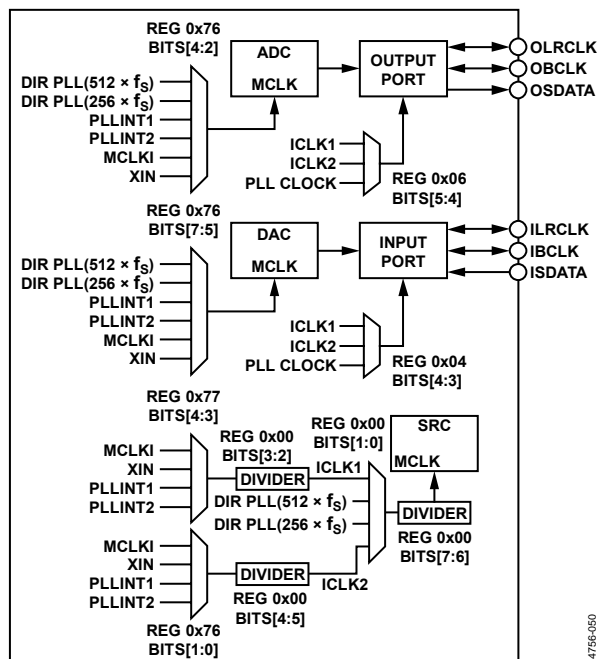 REG 0x76
BITS[4:2]
DIR PLL(512 × fS)
DIR PLL(256 × fS)
PLLINT1
PLLINT2
MCLKI
XIN
ADC
MCLK
OUTPUT
PORT
OLRCLK
OBCLK
OSDATA
ICLK1
ICLK2
PLL CLOCK
REG 0x06
BITS[5:4]
REG 0x76
BITS[7:5]
DIR PLL(512 × fS)
DIR PLL(256 × fS)
PLLINT1
PLLINT2
MCLKI
XIN
DAC
MCLK
INPUT
PORT
ILRCLK
IBCLK
ISDATA
ICLK1
ICLK2
PLL CLOCK
REG 0x04
BITS[4:3]
REG 0x77
BITS[4:3]
MCLKI
XIN
PLLINT1
PLLINT2
REG 0x00
BITS[3:2]
DIVIDER
ICLK1
REG 0x00
BITS[1:0]
DIR PLL(512 × fS)
DIR PLL(256 × fS)
SRC
MCLK
DIVIDER
REG 0x00
BITS[7:6]
MCLKI
XIN
PLLINT1
PLLINT2
REG 0x76
BITS[1:0]
DIVIDER
ICLK2
REG 0x00
BITS[4:5]
4756-050